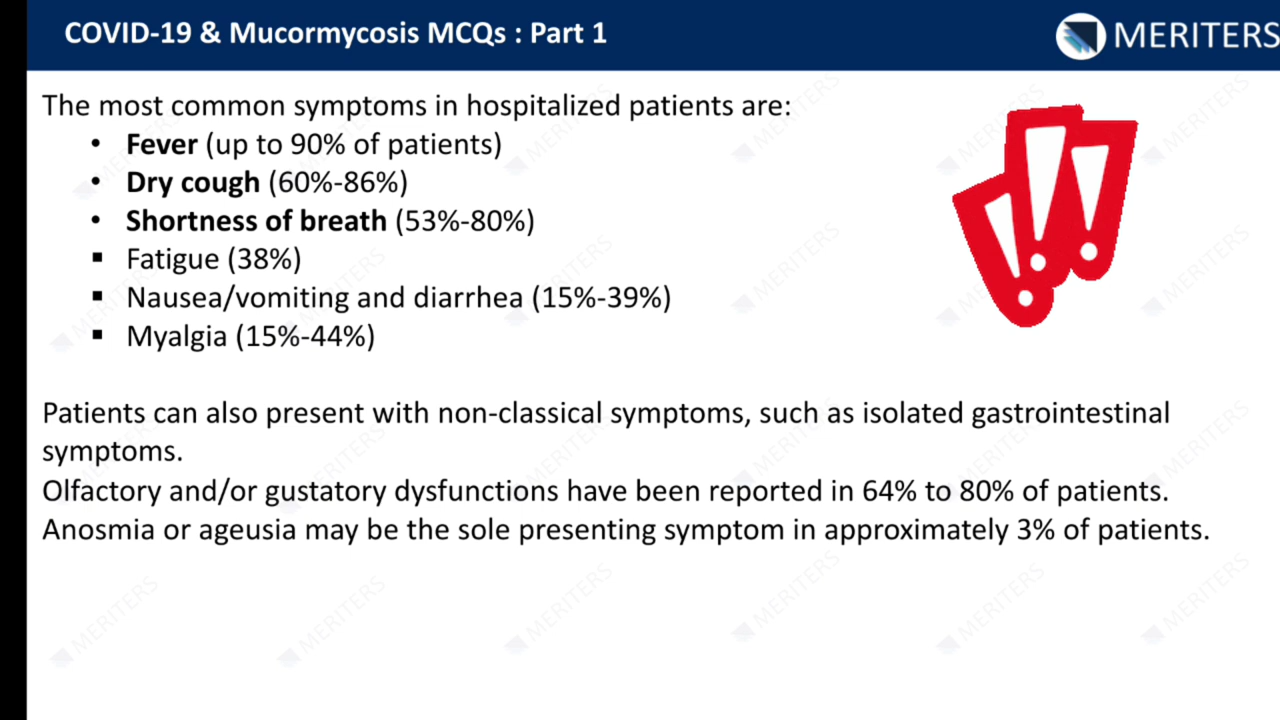 COVID-19 & Mucormycosis MCQs : Part 1
MERITERS
The most common symptoms in hospitalized patients are:
• Fever (up to 90% of patients)
• Dry cough (60%-86%)
• Shortness of breath (53%-80%)
▪ Fatigue (38%)
▪ Nausea/vomiting and diarrhea (15%-39%)
▪ Myalgia (15%-44%)
Patients can also present with non-classical symptoms, such as isolated gastrointestinal
symptoms.
Olfactory and/or gustatory dysfunctions have been reported in 64% to 80% of patients.
Anosmia or ageusia may be the sole presenting symptom in approximately 3% of patients.